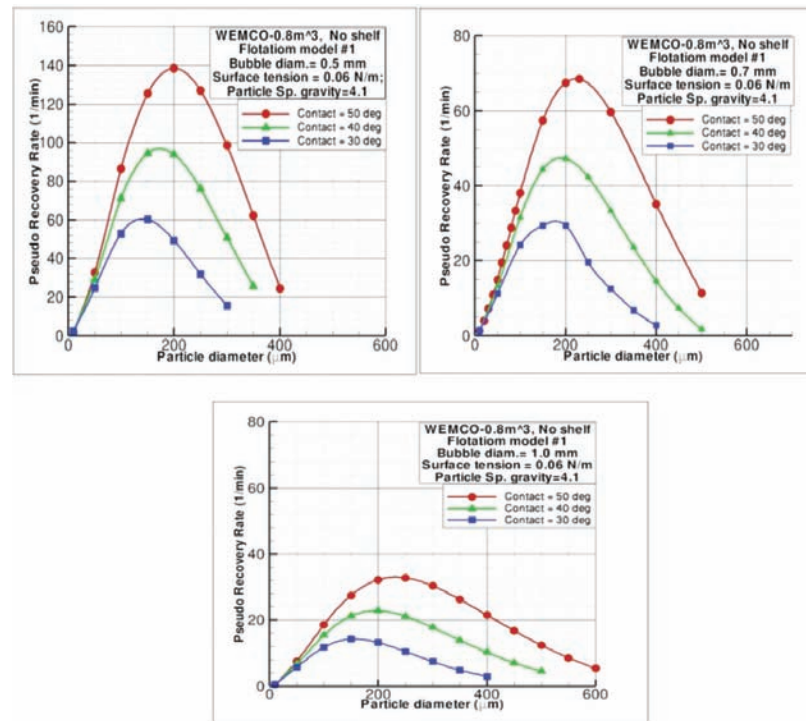 WEMCO-0.8m^3, No shelf
Flotatiom model #1
Bubble diam.= 0.5 mm
Surface tension = 0.06 N/m;
Particle Sp. gravity=4.1
Contact = 50 deg
Contact = 40 deg
Contact = 30 deg
Pseudo Recovery Rate (1/min)
160
140
120
100
80
60
40
20
0
0 200 400 600
Particle diameter (μm)
WEMCO-0.8m^3, No shelf
Flotatiom model #1
Bubble diam.= 0.7 mm
Surface tension = 0.06 N/m
Particle Sp. gravity=4.1
Contact = 50 deg
Contact = 40 deg
Contact = 30 deg
Pseudo Recovery Rate (1/min)
80
60
40
20
0
0 200 400 600
Particle diameter (μm)
WEMCO-0.8m^3, No shelf
Flotatiom model #1
Bubble diam.= 1.0 mm
Surface tension = 0.06 N/m
Particle Sp. gravity=4.1
Contact = 50 deg
Contact = 40 deg
Contact = 30 deg
Pseudo Recovery Rate (1/min)
80
60
40
20
0
0 200 400 600
Particle diameter (μm)